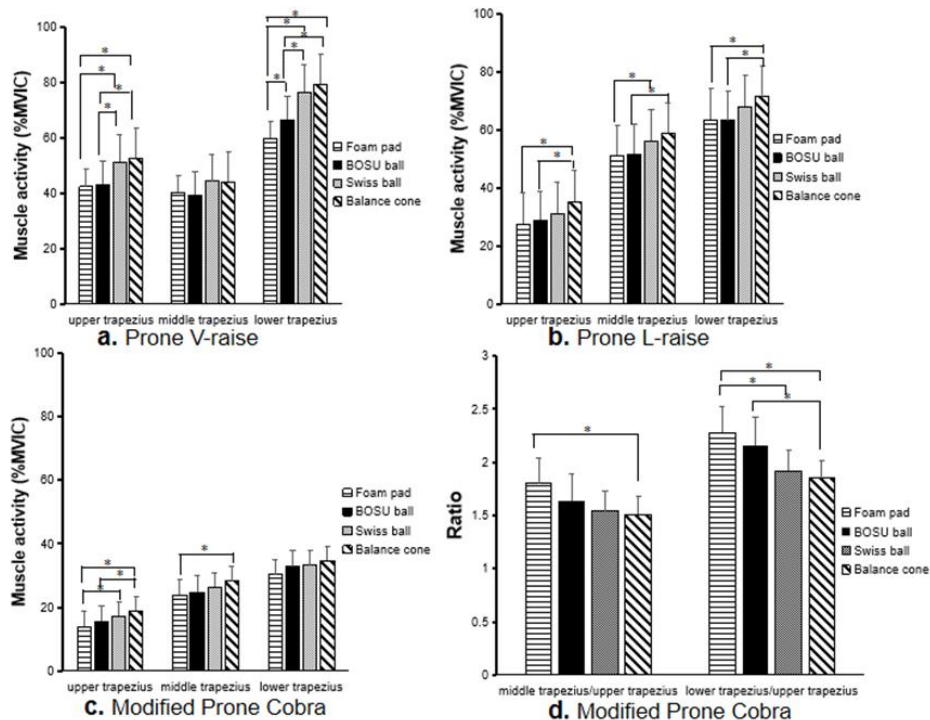 Muscle activity (%MVIC)
100
80
60
40
20
0
* * * * * * * * *
Foam pad
BOSU ball
Swiss ball
Balance cone
upper trapezius middle trapezius lower trapezius
a. Prone V-raise
Muscle activity (%MVIC)
100
80
60
40
20
0
* * * * * *
Foam pad
BOSU ball
Swiss ball
Balance cone
upper trapezius middle trapezius lower trapezius
b. Prone L-raise
Muscle activity (%MVIC)
100
80
60
40
20
0
* * * *
Foam pad
BOSU ball
Swiss ball
Balance cone
upper trapezius middle trapezius lower trapezius
c. Modified Prone Cobra
Ratio
3
2.5
2
1.5
1
0.5
0
* * * *
Foam pad
BOSU ball
Swiss ball
Balance cone
middle trapezius/upper trapezius lower trapezius/upper trapezius
d. Modified Prone Cobra